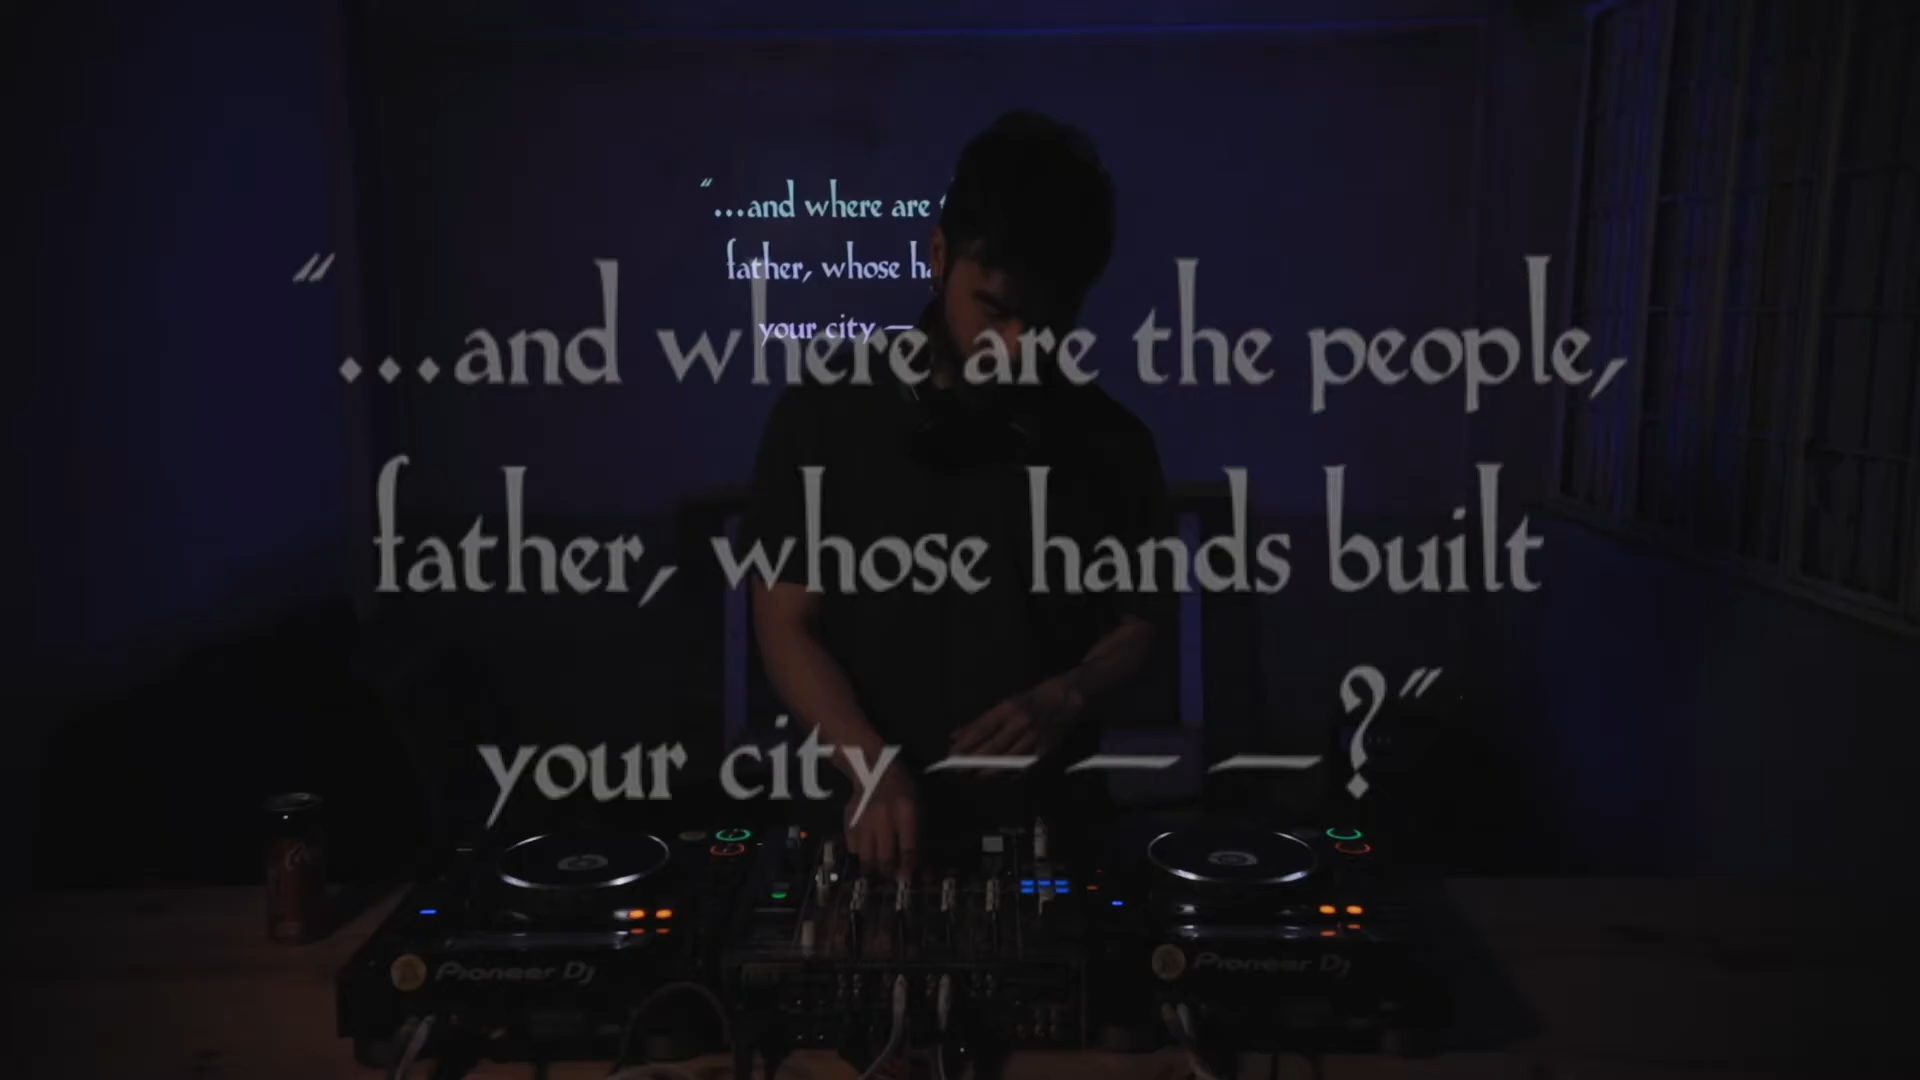 “...and where are
father, whose
your city —
“...and where are the people,
father, whose hands built
your city — — —?”
Pioneer DJ
Pioneer DJ